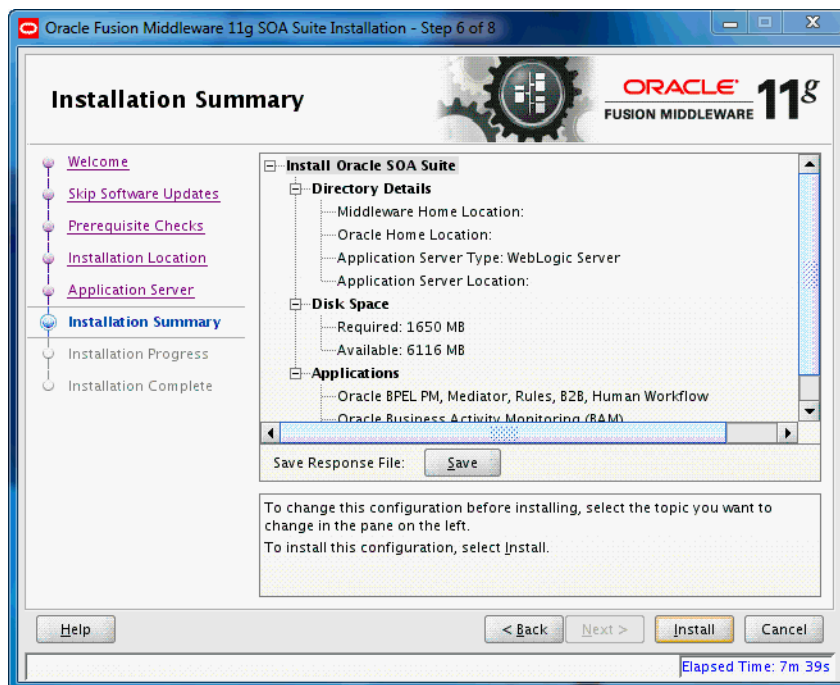 Oracle Fusion Middleware 11g SOA Suite Installation - Step 6 of 8
Installation Summary
ORACLE
FUSION MIDDLEWARE
11g
Welcome
Skip Software Updates
Prerequisite Checks
Installation Location
Application Server
Installation Summary
Installation Progress
Installation Complete
Install Oracle SOA Suite
Directory Details
Middleware Home Location:
Oracle Home Location:
Application Server Type: WebLogic Server
Application Server Location:
Disk Space
Required: 1650 MB
Available: 6116 MB
Applications
Oracle BPEL PM, Mediator, Rules, B2B, Human Workflow
Oracle Business Activity Monitoring (BAM)
Save Response File: Save
To change this configuration before installing, select the topic you want to
change in the pane on the left.
To install this configuration, select Install.
Help < Back Next > Install Cancel
Elapsed Time: 7m 39s